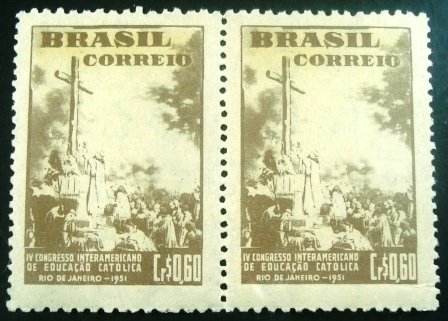 BRASIL
CORREIO
IV CONGRESSO INTERAMERICANO
DE EDUCAÇÃO CATOLICA
RIO DE JANEIRO - 1951
Cr$0,60
BRASIL
CORREIO
IV CONGRESSO INTERAMERICANO
DE EDUCAÇÃO CATOLICA
RIO DE JANEIRO - 1951
Cr$0,60